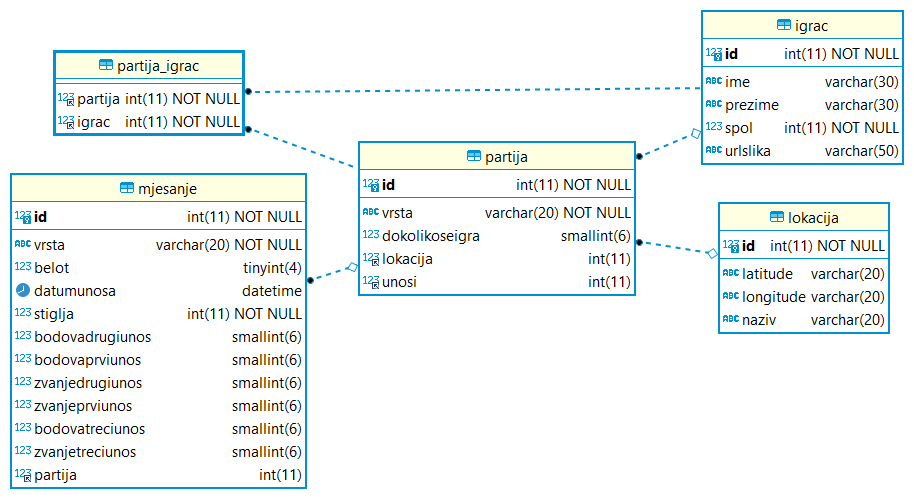 partija_igrac
partija int(11) NOT NULL
igrac int(11) NOT NULL
igrac
id int(11) NOT NULL
ime varchar(30)
prezime varchar(30)
spol int(11) NOT NULL
urlslika varchar(50)
partija
id int(11) NOT NULL
vrsta varchar(20) NOT NULL
dokolikoseigra smallint(6)
lokacija int(11)
unosi int(11)
mjesanje
id int(11) NOT NULL
vrsta varchar(20) NOT NULL
belot tinyint(4)
datumunosa datetime
stiglja int(11) NOT NULL
bodovadrugiunos smallint(6)
bodovaprviunos smallint(6)
zvanjedrugiunos smallint(6)
zvanjeprviunos smallint(6)
bodovatreciunos smallint(6)
zvanjetreciunos smallint(6)
partija int(11)
lokacija
id int(11) NOT NULL
latitude varchar(20)
longitude varchar(20)
naziv varchar(20)